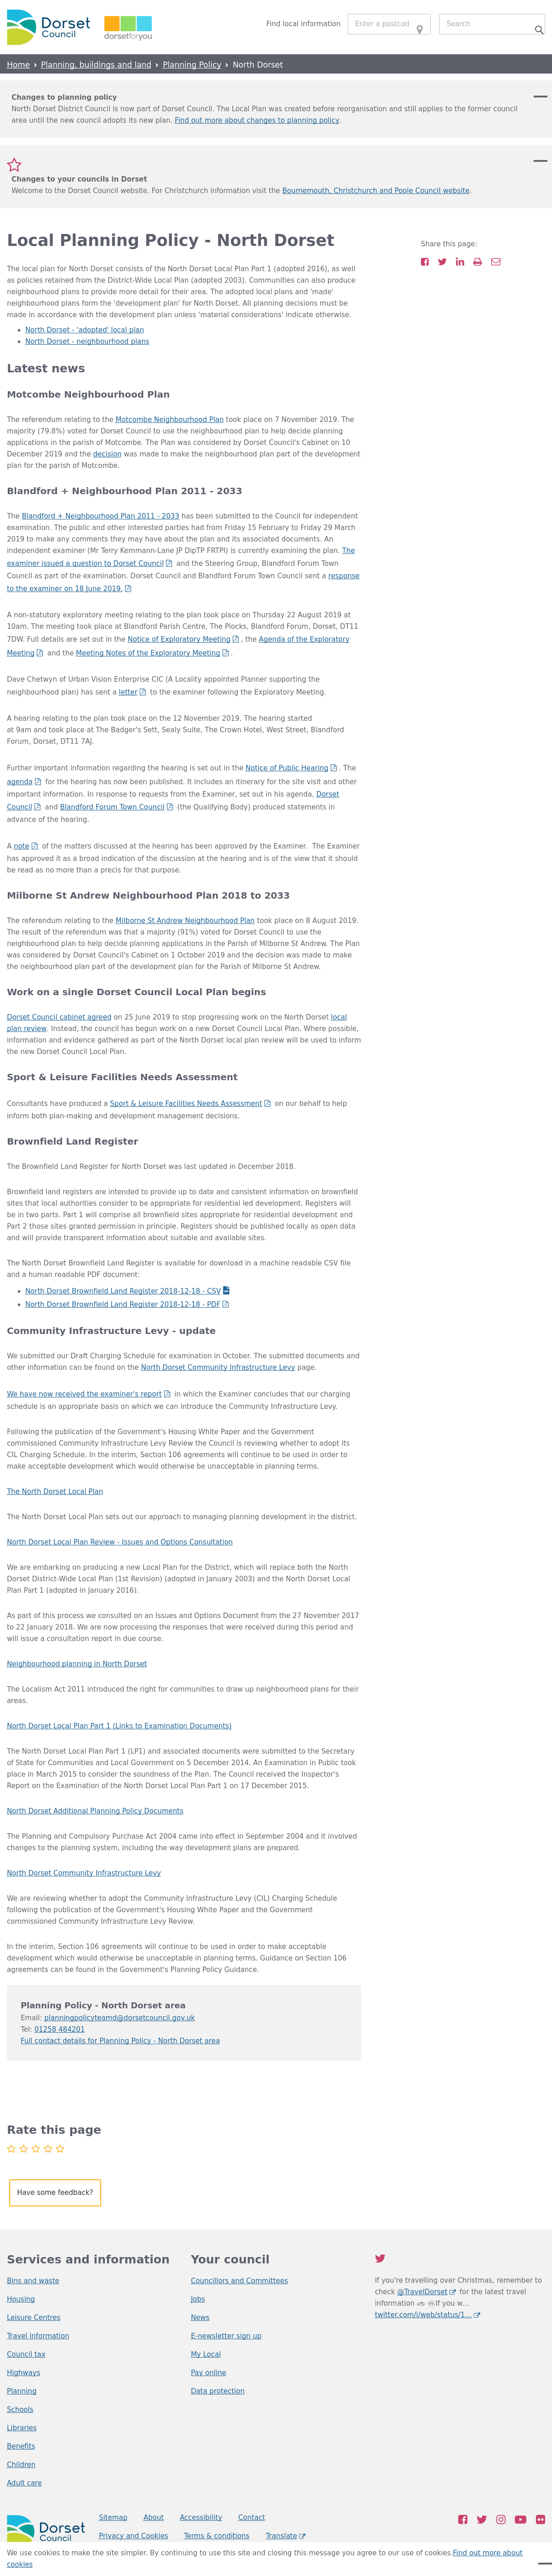 Dorset
Council
dorsetforyou
Find local information
Enter a postcod
Search
Home › Planning, buildings and land › Planning Policy › North Dorset
Changes to planning policy
North Dorset District Council is now part of Dorset Council. The Local Plan was created before reorganisation and still applies to the former council
area until the new council adopts its new plan. Find out more about changes to planning policy.
Changes to your councils in Dorset
Welcome to the Dorset Council website. For Christchurch information visit the Bournemouth, Christchurch and Poole Council website.
Local Planning Policy - North Dorset
Share this page:
The local plan for North Dorset consists of the North Dorset Local Plan Part 1 (adopted 2016), as well
as policies retained from the District-Wide Local Plan (adopted 2003). Communities can also produce
neighbourhood plans to provide more detail for their area. The adopted local plans and 'made'
neighbourhood plans form the 'development plan' for North Dorset. All planning decisions must be
made in accordance with the development plan unless 'material considerations' indicate otherwise.
North Dorset - 'adopted' local plan
North Dorset - neighbourhood plans
Latest news
Motcombe Neighbourhood Plan
The referendum relating to the Motcombe Neighbourhood Plan took place on 7 November 2019. The
majority (79.8%) voted for Dorset Council to use the neighbourhood plan to help decide planning
applications in the parish of Motcombe. The Plan was considered by Dorset Council's Cabinet on 10
December 2019 and the decision was made to make the neighbourhood plan part of the development
plan for the parish of Motcombe.
Blandford + Neighbourhood Plan 2011 - 2033
The Blandford + Neighbourhood Plan 2011 - 2033 has been submitted to the Council for independent
examination. The public and other interested parties had from Friday 15 February to Friday 29 March
2019 to make any comments they may have about the plan and its associated documents. An
independent examiner (Mr Terry Kemmann-Lane JP DipTP FRTPI) is currently examining the plan. The
examiner issued a question to Dorset Council and the Steering Group, Blandford Forum Town
Council as part of the examination. Dorset Council and Blandford Forum Town Council sent a response
to the examiner on 18 June 2019.
A non-statutory exploratory meeting relating to the plan took place on Thursday 22 August 2019 at
10am. The meeting took place at Blandford Parish Centre, The Plocks, Blandford Forum, Dorset, DT11
7DW. Full details are set out in the Notice of Exploratory Meeting , the Agenda of the Exploratory
Meeting and the Meeting Notes of the Exploratory Meeting .
Dave Chetwyn of Urban Vision Enterprise CIC (A Locality appointed Planner supporting the
neighbourhood plan) has sent a letter to the examiner following the Exploratory Meeting.
A hearing relating to the plan took place on the 12 November 2019. The hearing started
at 9am and took place at The Badger's Sett, Sealy Suite, The Crown Hotel, West Street, Blandford
Forum, Dorset, DT11 7AJ.
Further information regarding the hearing is set out in the Notice of Public Hearing . The
agenda for the hearing has now been published. It includes an itinerary for the site visit and other
important information. In response to requests from the Examiner, set out in his agenda, Dorset
Council and Blandford Forum Town Council (the Qualifying Body) produced statements in
advance of the hearing.
A note of the matters discussed at the hearing has been approved by the Examiner. The Examiner
has approved it as a broad indication of the discussion at the hearing and is of the view that it should
be read as no more than a precis for that purpose.
Milborne St Andrew Neighbourhood Plan 2018 to 2033
The referendum relating to the Milborne St Andrew Neighbourhood Plan took place on 8 August 2019.
The result of the referendum was that a majority (91%) voted for Dorset Council to use the
neighbourhood plan to help decide planning applications in the Parish of Milborne St Andrew. The Plan
was considered by Dorset Council's Cabinet on 1 October 2019 and the decision was made to make
the neighbourhood plan part of the development plan for the Parish of Milborne St Andrew.
Work on a single Dorset Council Local Plan begins
Dorset Council cabinet agreed on 25 June 2019 to stop progressing work on the North Dorset local
plan review. Instead, the council has begun work on a new Dorset Council Local Plan. Where possible,
information and evidence gathered as part of the North Dorset local plan review will be used to inform
the new Dorset Council Local Plan.
Sport & Leisure Facilities Needs Assessment
Consultants have produced a Sport & Leisure Facilities Needs Assessment on our behalf to help
inform both plan-making and development management decisions.
Brownfield Land Register
The Brownfield Land Register for North Dorset was last updated in December 2018.
Brownfield land registers are intended to provide up to date and consistent information on brownfield
sites that local authorities consider to be appropriate for residential led development. Registers will
be in two parts. Part 1 will comprise all brownfield sites appropriate for residential development and
Part 2 those sites granted permission in principle. Registers should be published locally as open data
and will provide transparent information about suitable and available sites.
The North Dorset Brownfield Land Register is available for download in a machine readable CSV file
and a human readable PDF document:
North Dorset Brownfield Land Register 2018-12-18 - CSV
North Dorset Brownfield Land Register 2018-12-18 - PDF
Community Infrastructure Levy - update
We submitted our Draft Charging Schedule for examination in October. The submitted documents and
other information can be found on the North Dorset Community Infrastructure Levy page.
We have now received the examiner's report in which the Examiner concludes that our charging
schedule is an appropriate basis on which we can introduce the Community Infrastructure Levy.
Following the publication of the Government's Housing White Paper and the Government
commissioned Community Infrastructure Levy Review the Council is reviewing whether to adopt its
CIL Charging Schedule. In the interim, Section 106 agreements will continue to be used in order to
make acceptable development which would otherwise be unacceptable in planning terms.
The North Dorset Local Plan
The North Dorset Local Plan sets out our approach to managing planning development in the district.
North Dorset Local Plan Review - Issues and Options Consultation
We are embarking on producing a new Local Plan for the District, which will replace both the North
Dorset District-Wide Local Plan (1st Revision) (adopted in January 2003) and the North Dorset Local
Plan Part 1 (adopted in January 2016).
As part of this process we consulted on an Issues and Options Document from the 27 November 2017
to 22 January 2018. We are now processing the responses that were received during this period and
will issue a consultation report in due course.
Neighbourhood planning in North Dorset
The Localism Act 2011 introduced the right for communities to draw up neighbourhood plans for their
areas.
North Dorset Local Plan Part 1 (Links to Examination Documents)
The North Dorset Local Plan Part 1 (LP1) and associated documents were submitted to the Secretary
of State for Communities and Local Government on 5 December 2014. An Examination in Public took
place in March 2015 to consider the soundness of the Plan. The Council received the Inspector's
Report on the Examination of the North Dorset Local Plan Part 1 on 17 December 2015.
North Dorset Additional Planning Policy Documents
The Planning and Compulsory Purchase Act 2004 came into effect in September 2004 and it involved
changes to the planning system, including the way development plans are prepared.
North Dorset Community Infrastructure Levy
We are reviewing whether to adopt the Community Infrastructure Levy (CIL) Charging Schedule
following the publication of the Government's Housing White Paper and the Government
commissioned Community Infrastructure Levy Review.
In the interim, Section 106 agreements will continue to be used in order to make acceptable
development which would otherwise be unacceptable in planning terms. Guidance on Section 106
agreements can be found in the Government's Planning Policy Guidance.
Planning Policy - North Dorset area
Email: planningpolicyteamd@dorsetcouncil.gov.uk
Tel: 01258 484201
Full contact details for Planning Policy - North Dorset area
Rate this page
Have some feedback?
Services and information
Bins and waste
Housing
Leisure Centres
Travel information
Council tax
Highways
Planning
Schools
Libraries
Benefits
Children
Adult care
Your council
Councillors and Committees
Jobs
News
E-newsletter sign up
My Local
Pay online
Data protection
If you're travelling over Christmas, remember to
check @TravelDorset for the latest travel
information If you w…
twitter.com/i/web/status/1…
Dorset
Council
Sitemap About Accessibility Contact
Privacy and Cookies Terms & conditions Translate
We use cookies to make the site simpler. By continuing to use this site and closing this message you agree to our use of cookies.Find out more about
cookies